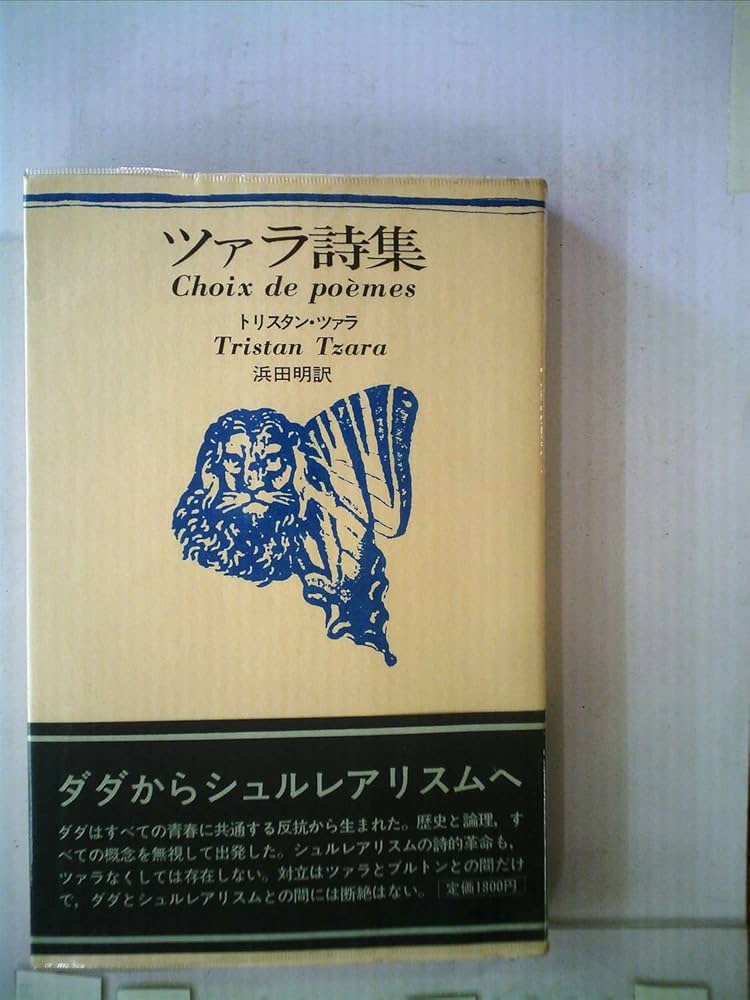 ツァラ詩集
Choix de poèmes
トリスタン・ツァラ
Tristan Tzara
浜田明訳
ダダからシュルレアリスムへ
ダダはすべての青春に共通する反抗から生まれた。歴史と論理，す
べての概念を無視して出発した。シュルレアリスムの詩的革命も，
ツァラなくしては存在しない。対立はツァラとブルトンとの間だけ
で，ダダとシュルレアリスムとの間には断絶はない。 定価1800円